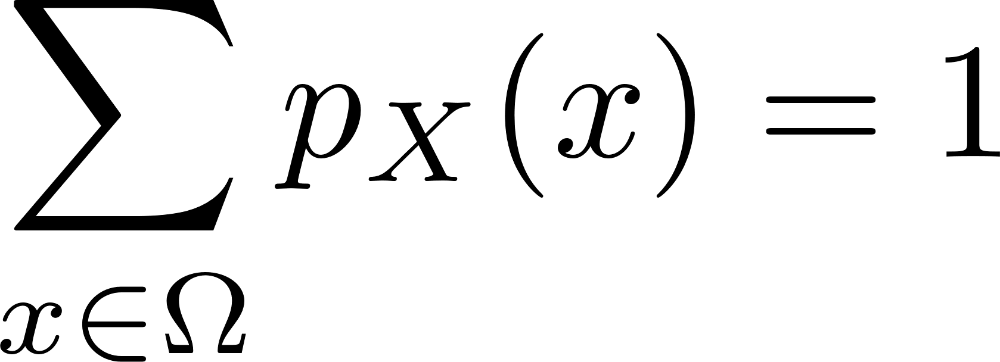 ∑ p_X(x) = 1
x∈Ω